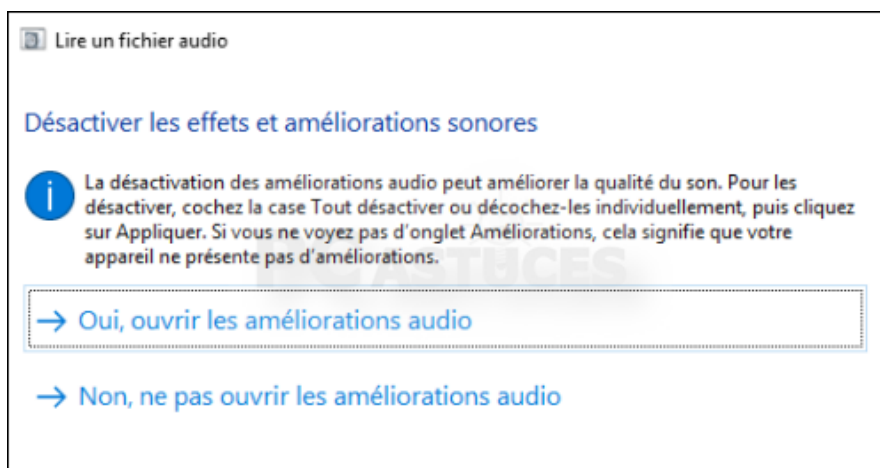 Lire un fichier audio
Désactiver les effets et améliorations sonores
La désactivation des améliorations audio peut améliorer la qualité du son. Pour les
désactiver, cochez la case Tout désactiver ou décochez-les individuellement, puis cliquez
sur Appliquer. Si vous ne voyez pas d'onglet Améliorations, cela signifie que votre
appareil ne présente pas d'améliorations.
PC ASTUCES
Oui, ouvrir les améliorations audio
Non, ne pas ouvrir les améliorations audio